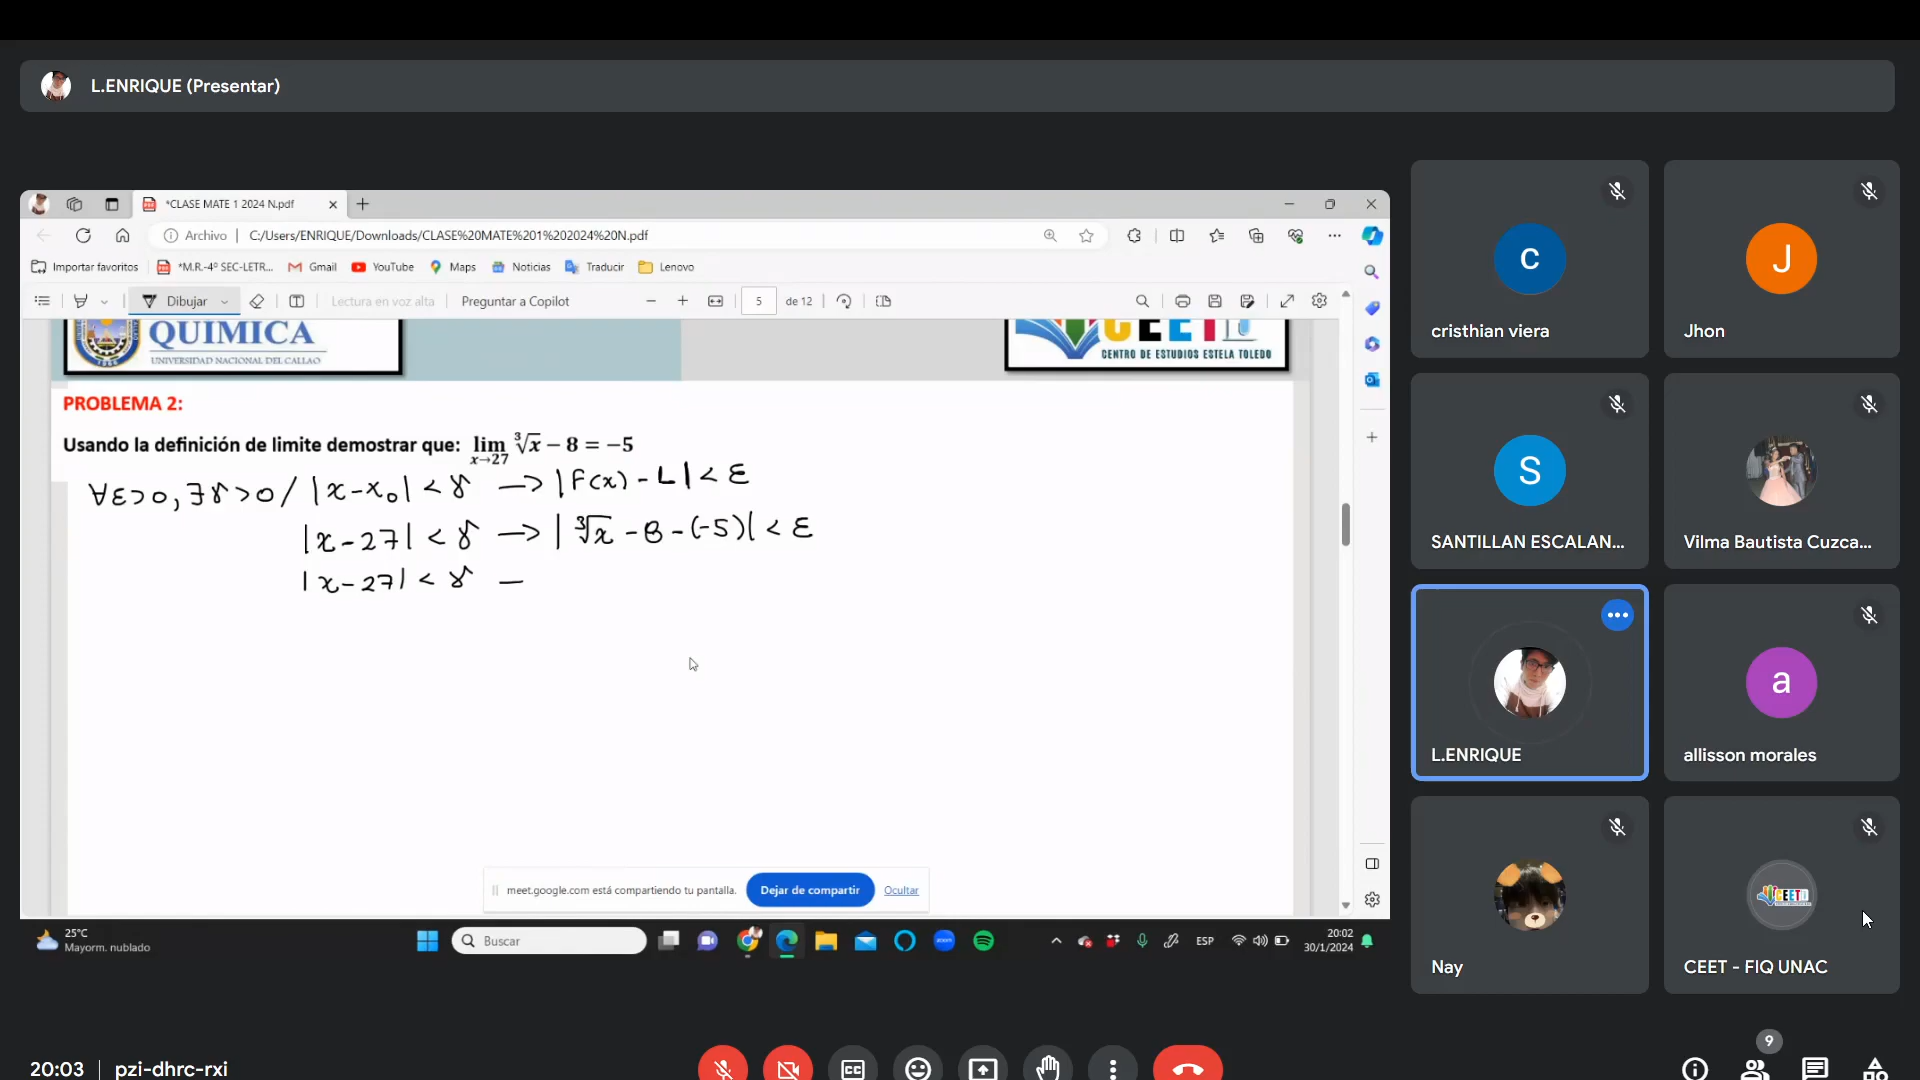 L.ENRIQUE (Presentar)
*CLASE MATE 1 2024 N.pdf
Archivo | C:/Users/ENRIQUE/Downloads/CLASE%20MATE%201%202024%20N.pdf
Importar favoritos *M.R.-4º SEC-LETR... Gmail YouTube Maps Noticias Traducir Lenovo
Dibujar Lectura en voz alta Preguntar a Copilot 5 de 12
QUIMICA
UNIVERSIDAD NACIONAL DEL CALLAO
CENTRO DE ESTUDIOS ESTELA TOLEDO
PROBLEMA 2:
Usando la definición de limite demostrar que: lim x→27 ∛x − 8 = −5
∀ε>0, ∃δ>0 / |x-x₀| < δ → |F(x) - L| < ε
|x-27| < δ → | ∛x - 8 - (-5)| < ε
|x-27| < δ —
meet.google.com está compartiendo tu pantalla. Dejar de compartir Ocultar
25°C
Mayorm. nublado
Buscar
ESP
20:02
30/1/2024
c
cristhian viera
J
Jhon
S
SANTILLAN ESCALAN...
Vilma Bautista Cuzca...
L.ENRIQUE
a
allisson morales
Nay
CEET
CEET - FIQ UNAC
20:03 | pzi-dhrc-rxi
CC
9